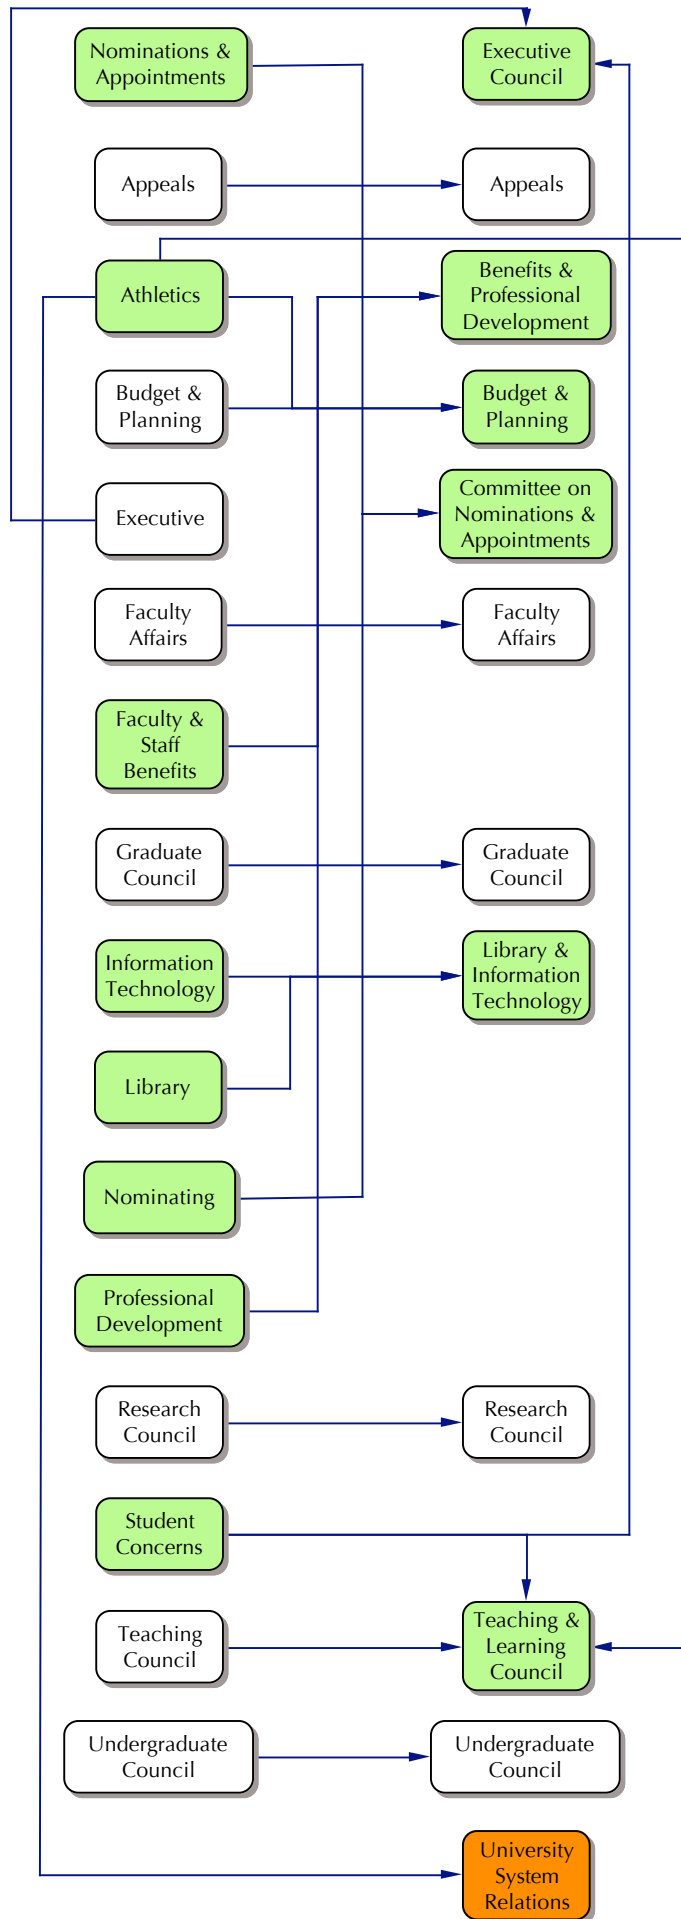 Nominations &
Appointments
Executive
Council
Appeals
Appeals
Athletics
Benefits &
Professional
Development
Budget &
Planning
Budget &
Planning
Executive
Committee on
Nominations &
Appointments
Faculty
Affairs
Faculty
Affairs
Faculty &
Staff
Benefits
Graduate
Council
Graduate
Council
Information
Technology
Library &
Information
Technology
Library
Nominating
Professional
Development
Research
Council
Research
Council
Student
Concerns
Teaching
Council
Teaching &
Learning
Council
Undergraduate
Council
Undergraduate
Council
University
System
Relations